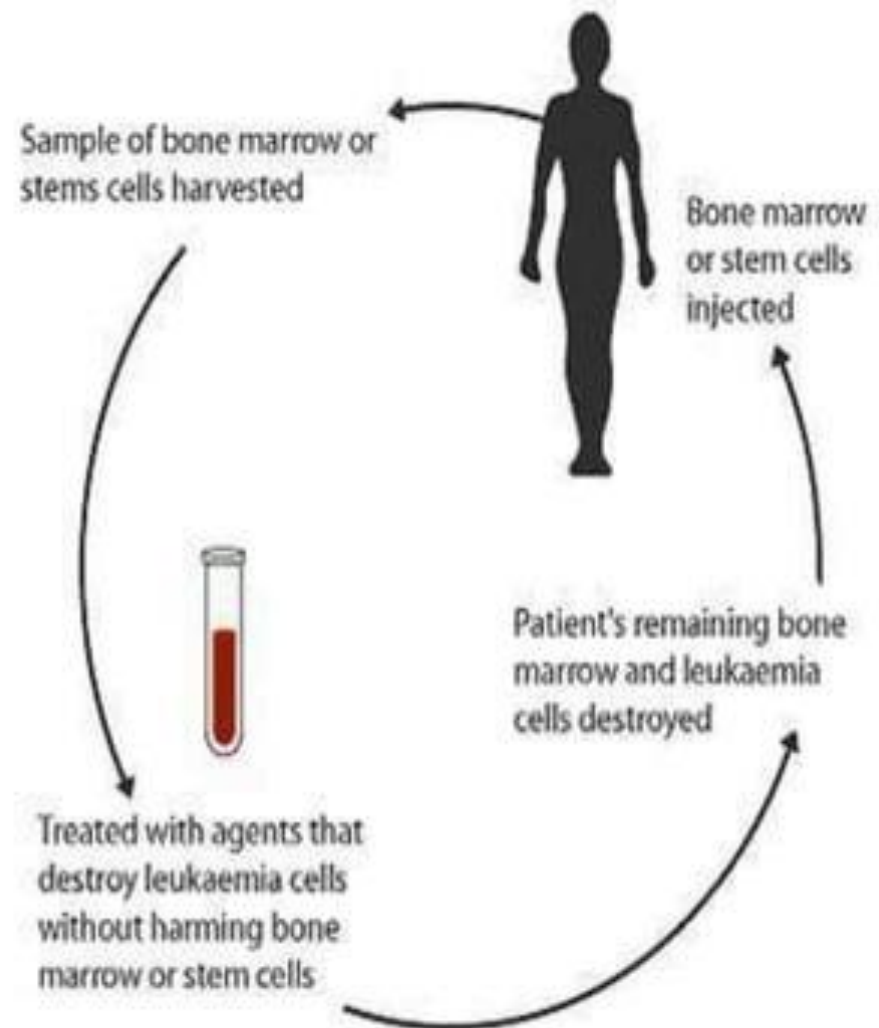 Sample of bone marrow or
stems cells harvested
Bone marrow
or stem cells
injected
Patient's remaining bone
marrow and leukaemia
cells destroyed
Treated with agents that
destroy leukaemia cells
without harming bone
marrow or stem cells